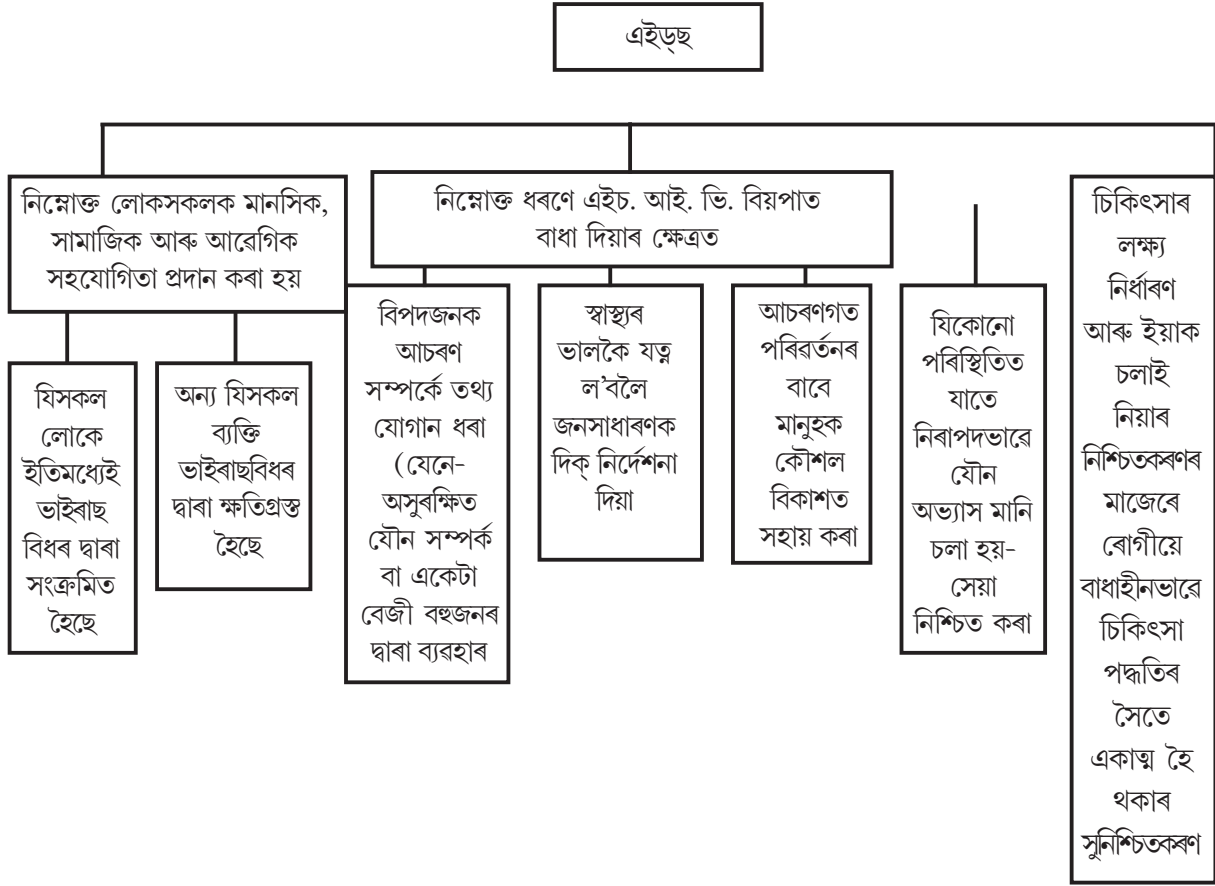 এইড্‌ছ
নিম্নোক্ত লোকসকলক মানসিক,
সামাজিক আৰু আৱেগিক
সহযোগিতা প্ৰদান কৰা হয়
যিসকল
লোকে
ইতিমধ্যেই
ভাইৰাছ
বিধৰ দ্বাৰা
সংক্ৰমিত
হৈছে
অন্য যিসকল
ব্যক্তি
ভাইৰাছবিধৰ
দ্বাৰা ক্ষতিগ্ৰস্ত
হৈছে
নিম্নোক্ত ধৰণে এইচ. আই. ভি. বিয়পাত
বাধা দিয়াৰ ক্ষেত্ৰত
বিপদজনক
আচৰণ
সম্পৰ্কে তথ্য
যোগান ধৰা
(যেনে-
অসুৰক্ষিত
যৌন সম্পৰ্ক
বা একেটা
বেজী বহুজনৰ
দ্বাৰা ব্যৱহাৰ
স্বাস্থ্যৰ
ভালকৈ যত্ন
ল'বলৈ
জনসাধাৰণক
দিক্ নিৰ্দেশনা
দিয়া
আচৰণগত
পৰিৱৰ্তনৰ
বাবে
মানুহক
কৌশল
বিকাশত
সহায় কৰা
যিকোনো
পৰিস্থিতিত
যাতে
নিৰাপদভাৱে
যৌন
অভ্যাস মানি
চলা হয়-
সেয়া
নিশ্চিত কৰা
চিকিৎসাৰ
লক্ষ্য
নিৰ্ধাৰণ
আৰু ইয়াক
চলাই
নিয়াৰ
নিশ্চিতকৰণৰ
মাজেৰে
ৰোগীয়ে
বাধাহীনভাৱে
চিকিৎসা
পদ্ধতিৰ
সৈতে
একাত্ম হৈ
থকাৰ
সুনিশ্চিতকৰণ